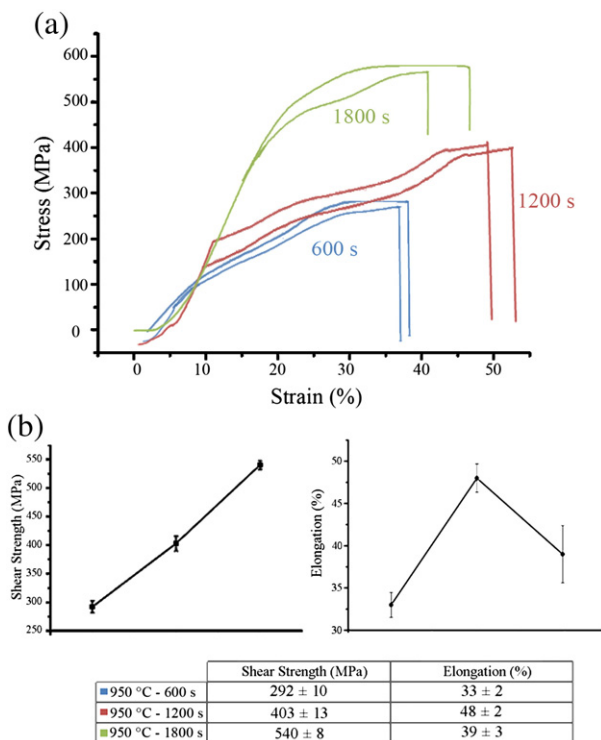 (a)
600
500
400
300
200
100
0
Stress (MPa)
1800 s
1200 s
600 s
0 10 20 30 40 50
Strain (%)
(b)
550
500
450
400
350
300
250
Shear Strength (MPa)
50
45
40
35
30
Elongation (%)
Shear Strength (MPa) Elongation (%)
950 °C - 600 s 292 ± 10 33 ± 2
950 °C - 1200 s 403 ± 13 48 ± 2
950 °C - 1800 s 540 ± 8 39 ± 3